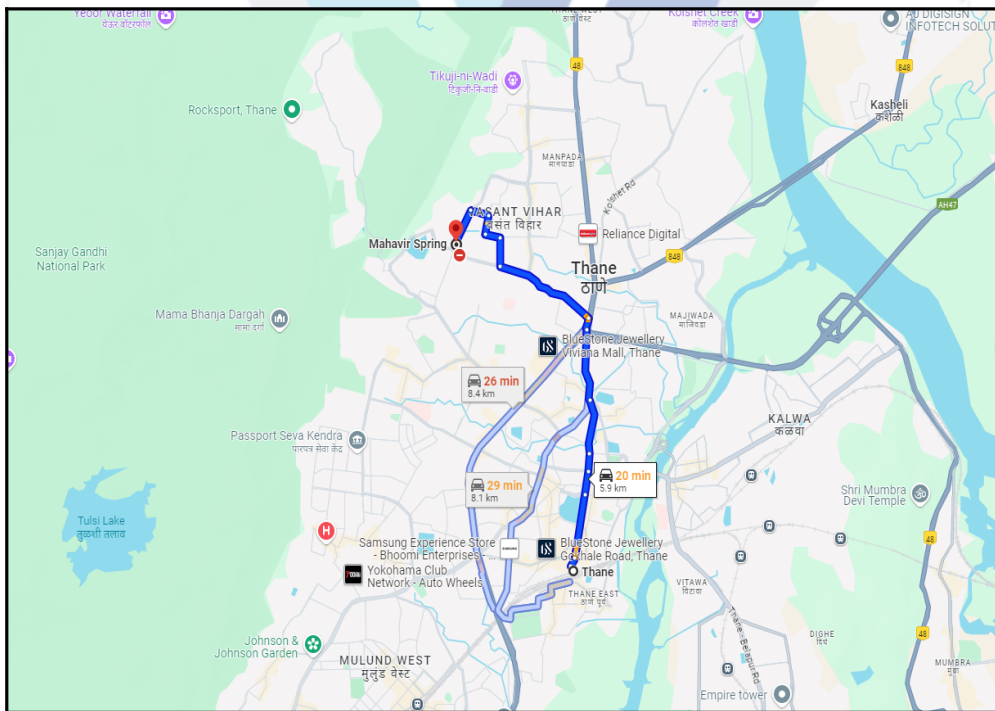 Yeoor Waterfall
येऊर वॉटरफॉल
THANE WEST
ठाणे वेस्ट
Kolshet Creek
कोलशेत खाडी
AJ DIGISIGN
INFOTECH SOLUT
48
848
Tikuji-ni-Wadi
टिकुजी-नि-वाडी
Rocksport, Thane
Kasheli
कशेळी
MANPADA
मानपाडा
Kolshet Rd
AH47
VASANT VIHAR
वसंत विहार
Mahavir Spring
Reliance Digital
848
Sanjay Gandhi
National Park
Thane
ठाणे
Mama Bhanja Dargah
मामा दर्गा
MAJIWADA
माजिवडा
BlueStone Jewellery
Viviana Mall, Thane
26 min
8.4 km
KALWA
कळवा
Passport Seva Kendra
पारपत्र सेवा केंद्र
20 min
5.9 km
29 min
8.1 km
Shri Mumbra
Devi Temple
Tulsi Lake
तुळशी तलाव
H
Samsung Experience Store
- Bhoomi Enterprises - ...
SAMSUNG
BlueStone Jewellery
Gokhale Road, Thane
48
Yokohama Club
Network - Auto Wheels
Thane
VITAWA
विटावा
THANE EAST
ठाणे पूर्व
Thane - Belapur Rd
DIGHE
दिघे
48
Johnson &
Johnson Garden
MULUND WEST
मुलुंड वेस्ट
MUMBRA
मुंब्रा
Empire tower